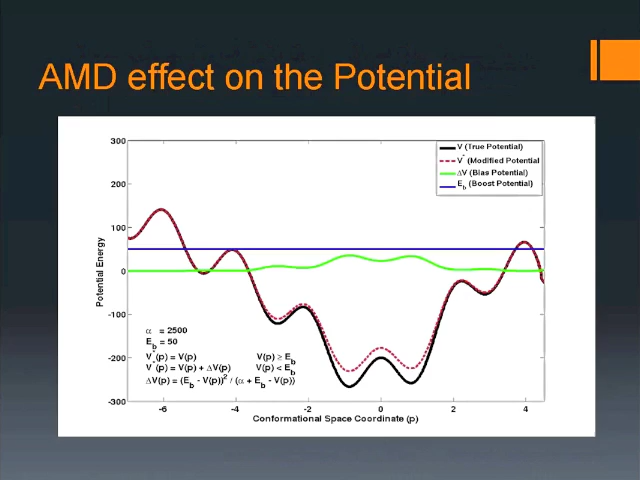 AMD effect on the Potential
V (True Potential)
V* (Modified Potential
ΔV (Bias Potential)
E_b (Boost Potential)
300
200
100
0
-100
-200
-300
Potential Energy
α = 2500
E_b = 50
V*(p) = V(p) V(p) ≥ E_b
V*(p) = V(p) + ΔV(p) V(p) < E_b
ΔV(p) = (E_b - V(p))² / (α + E_b - V(p))
-6 -4 -2 0 2 4
Conformational Space Coordinate (p)